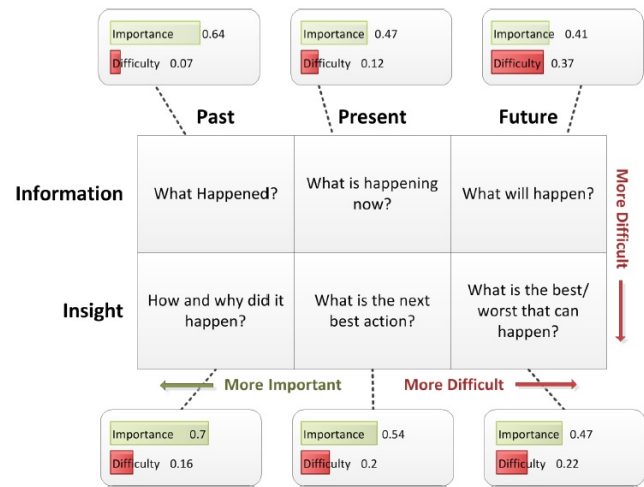 Importance 0.64
Difficulty 0.07
Importance 0.47
Difficulty 0.12
Importance 0.41
Difficulty 0.37
Past Present Future
Information
What Happened?
What is happening
now?
What will happen?
More Difficult
Insight
How and why did it
happen?
What is the next
best action?
What is the best/
worst that can
happen?
More Important
More Difficult
Importance 0.7
Difficulty 0.16
Importance 0.54
Difficulty 0.2
Importance 0.47
Difficulty 0.22